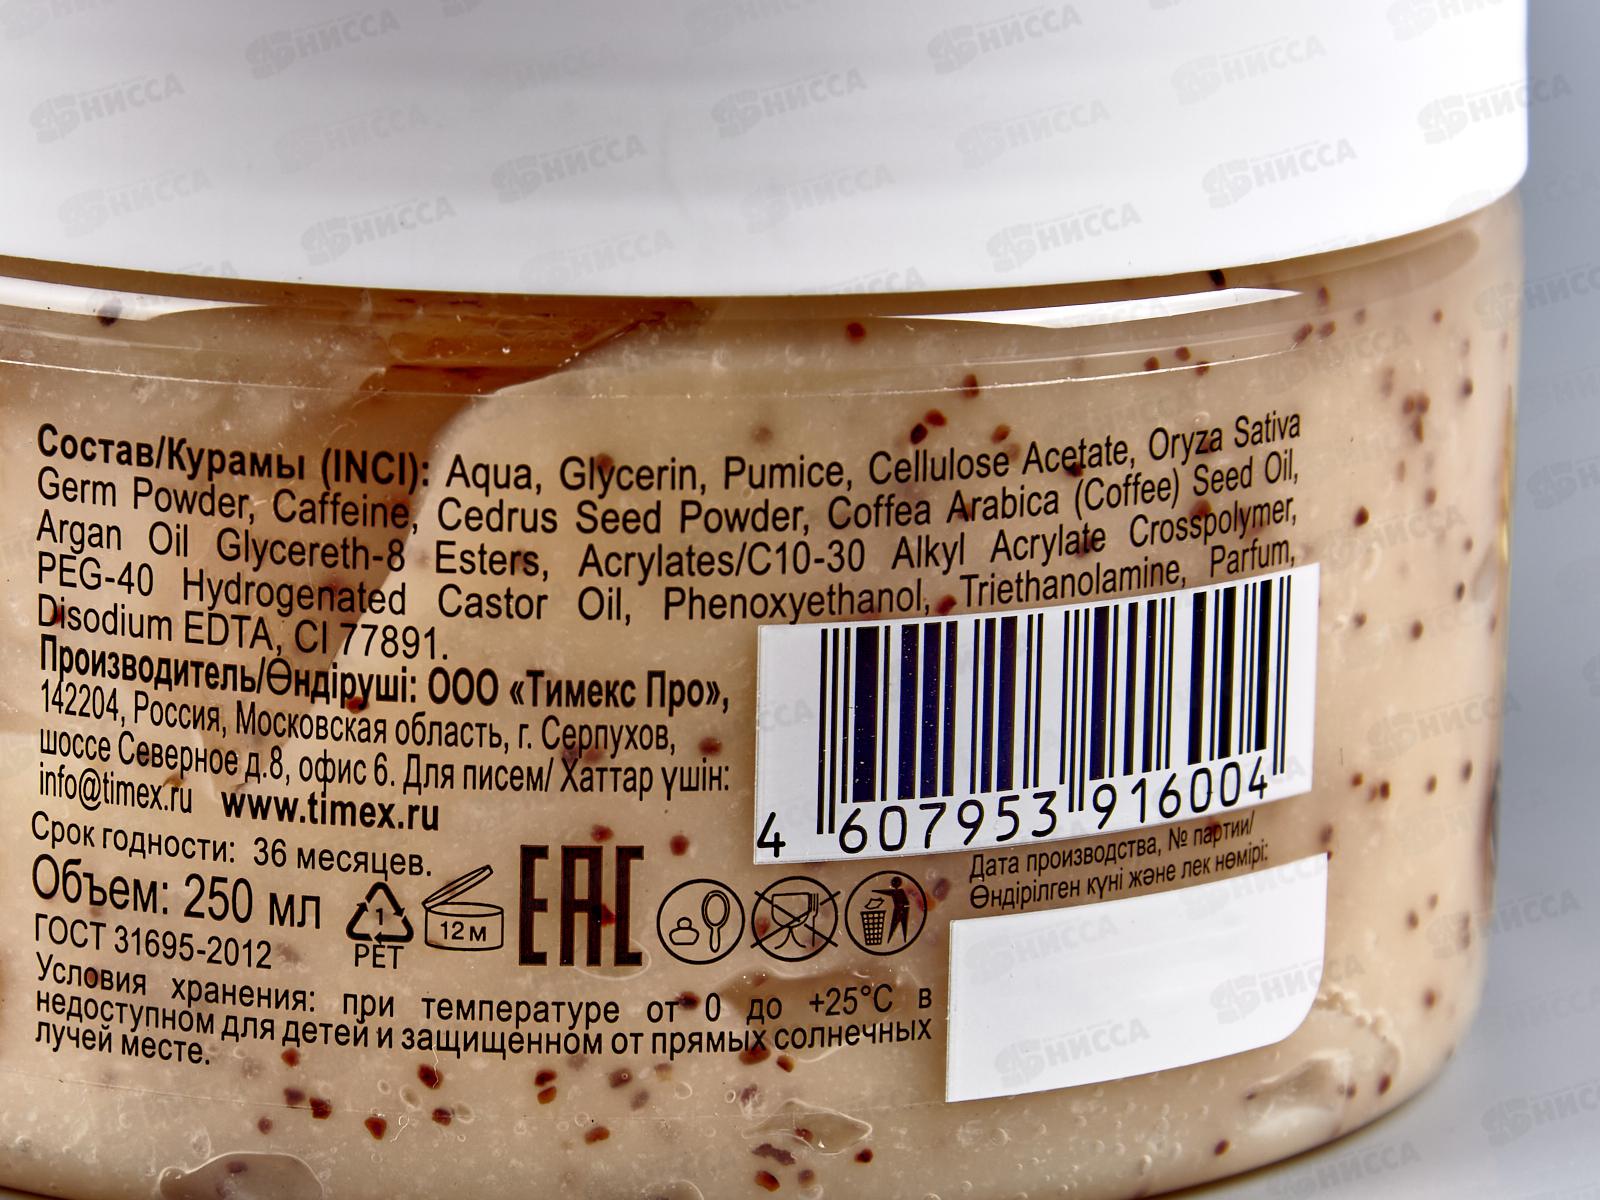 Состав/Курамы (INCI): Aqua, Glycerin, Pumice, Cellulose Acetate, Oryza Sativa
Germ Powder, Caffeine, Cedrus Seed Powder, Coffea Arabica (Coffee) Seed Oil,
Argan Oil Glycereth-8 Esters, Acrylates/C10-30 Alkyl Acrylate Crosspolymer,
PEG-40 Hydrogenated Castor Oil, Phenoxyethanol, Triethanolamine, Parfum,
Disodium EDTA, CI 77891.
Производитель/Өндіруші: ООО «Тимекс Про»,
142204, Россия, Московская область, г. Серпухов,
шоссе Северное д.8, офис 6. Для писем/ Хаттар үшін:
info@timex.ru www.timex.ru
Срок годности: 36 месяцев.
Объем: 250 мл
ГОСТ 31695-2012
1
PET
12 M
EAC
Условия хранения: при температуре от 0 до +25°C в
недоступном для детей и защищенном от прямых солнечных
лучей месте.
4 607953 916004
Дата производства, № партии/
Өндірілген күні және лек нөмірі:
НИССА